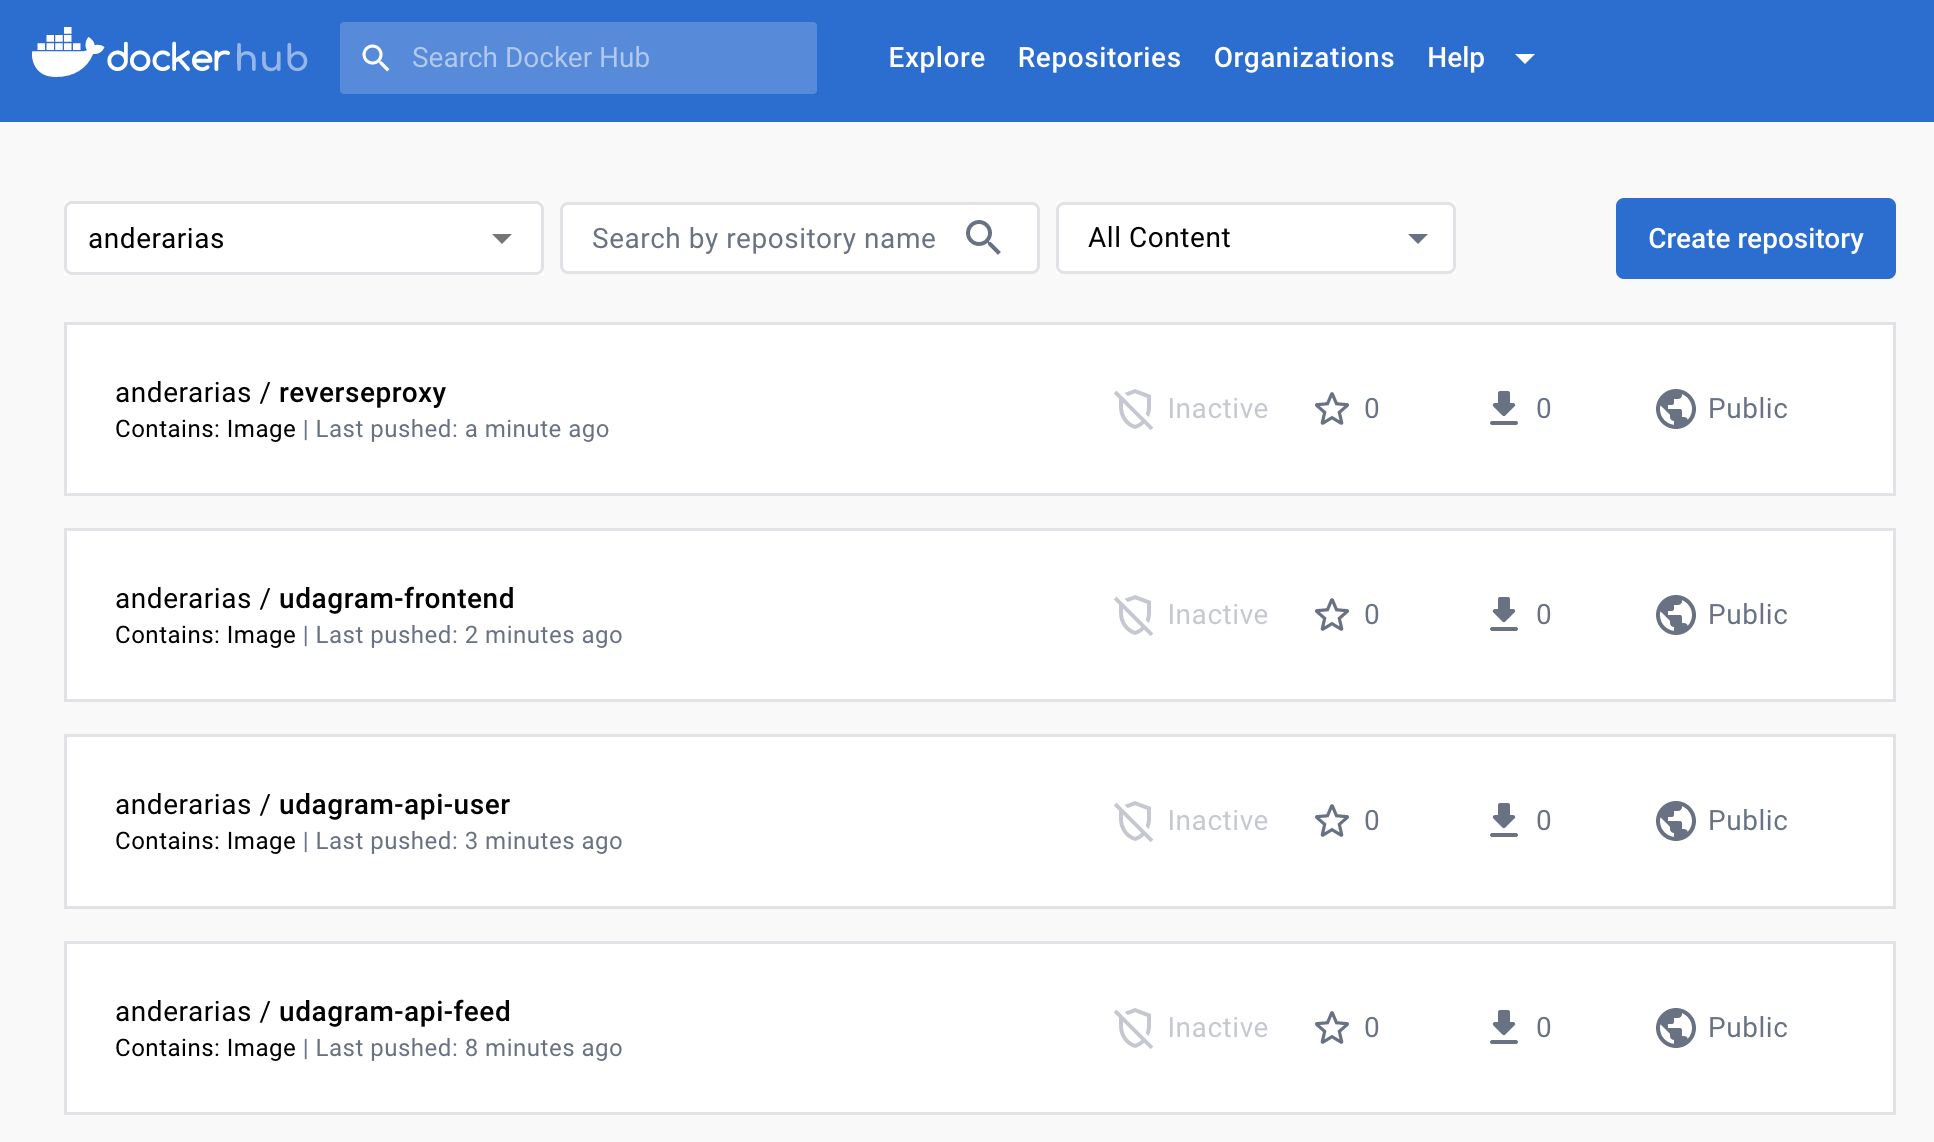 docker hub Search Docker Hub Explore Repositories Organizations Help
anderarias Search by repository name All Content Create repository
anderarias / reverseproxy
Contains: Image | Last pushed: a minute ago
Inactive 0 0 Public
anderarias / udagram-frontend
Contains: Image | Last pushed: 2 minutes ago
Inactive 0 0 Public
anderarias / udagram-api-user
Contains: Image | Last pushed: 3 minutes ago
Inactive 0 0 Public
anderarias / udagram-api-feed
Contains: Image | Last pushed: 8 minutes ago
Inactive 0 0 Public